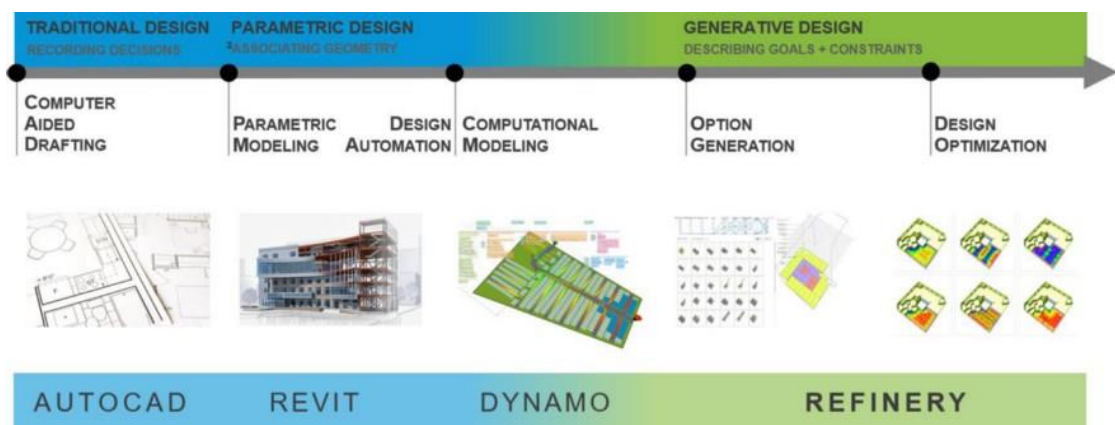 TRADITIONAL DESIGN
RECORDING DECISIONS
PARAMETRIC DESIGN
²ASSOCIATING GEOMETRY
GENERATIVE DESIGN
DESCRIBING GOALS + CONSTRAINTS
COMPUTER
AIDED
DRAFTING
PARAMETRIC
MODELING
DESIGN
AUTOMATION
COMPUTATIONAL
MODELING
OPTION
GENERATION
DESIGN
OPTIMIZATION
AUTOCAD
REVIT
DYNAMO
REFINERY